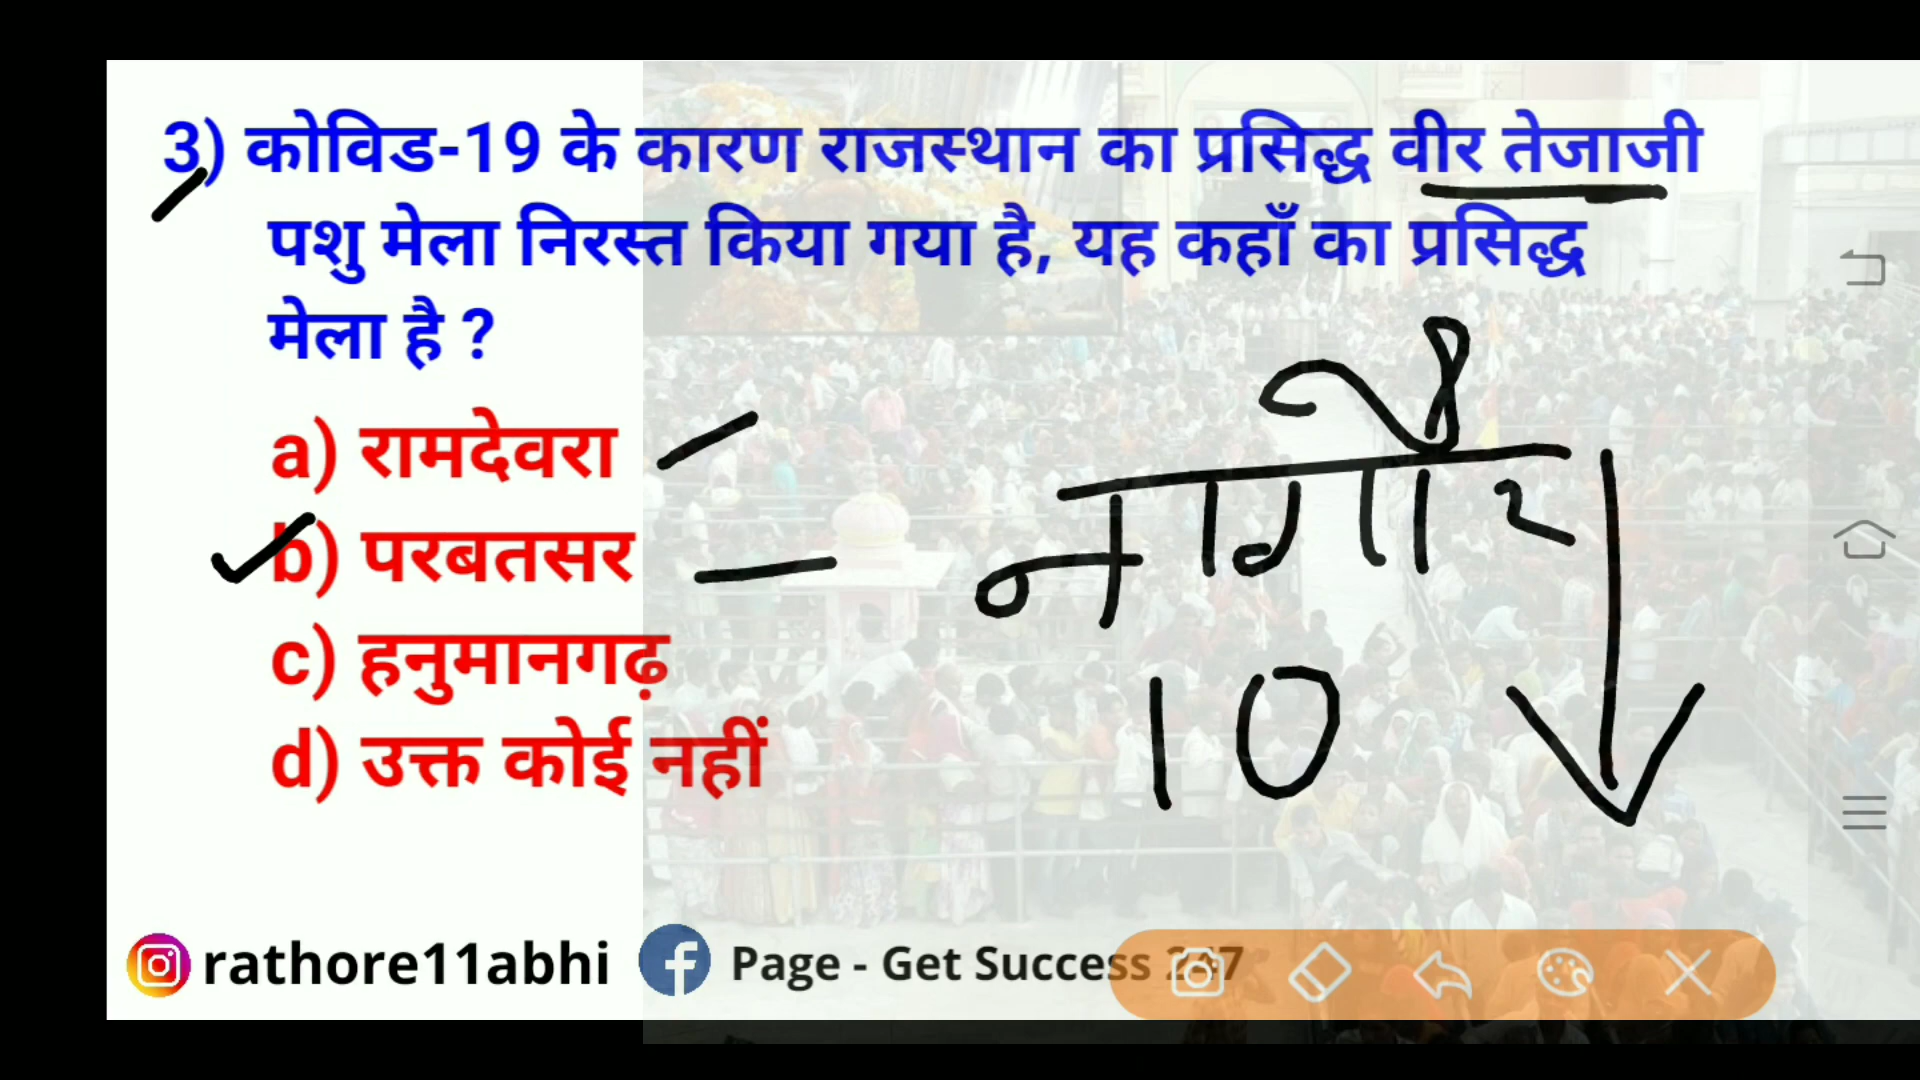 3) कोविड-19 के कारण राजस्थान का प्रसिद्ध वीर तेजाजी
पशु मेला निरस्त किया गया है, यह कहाँ का प्रसिद्ध
मेला है ?
a) रामदेवरा
b) परबतसर - नागौर
c) हनुमानगढ़
10
d) उक्त कोई नहीं
rathore11abhi Page - Get Success 247